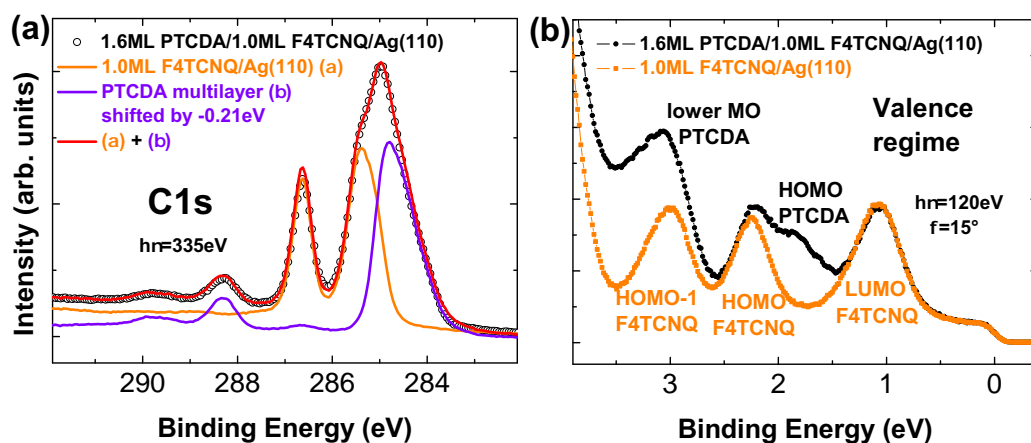 (a)
1.6ML PTCDA/1.0ML F4TCNQ/Ag(110)
1.0ML F4TCNQ/Ag(110) (a)
PTCDA multilayer (b)
shifted by -0.21eV
(a) + (b)
C1s
hn=335eV
Intensity (arb. units)
290
288
286
284
Binding Energy (eV)
(b)
1.6ML PTCDA/1.0ML F4TCNQ/Ag(110)
1.0ML F4TCNQ/Ag(110)
lower MO
PTCDA
Valence
regime
HOMO
PTCDA
hn=120eV
f=15°
HOMO-1
F4TCNQ
HOMO
F4TCNQ
LUMO
F4TCNQ
3
2
1
0
Binding Energy (eV)